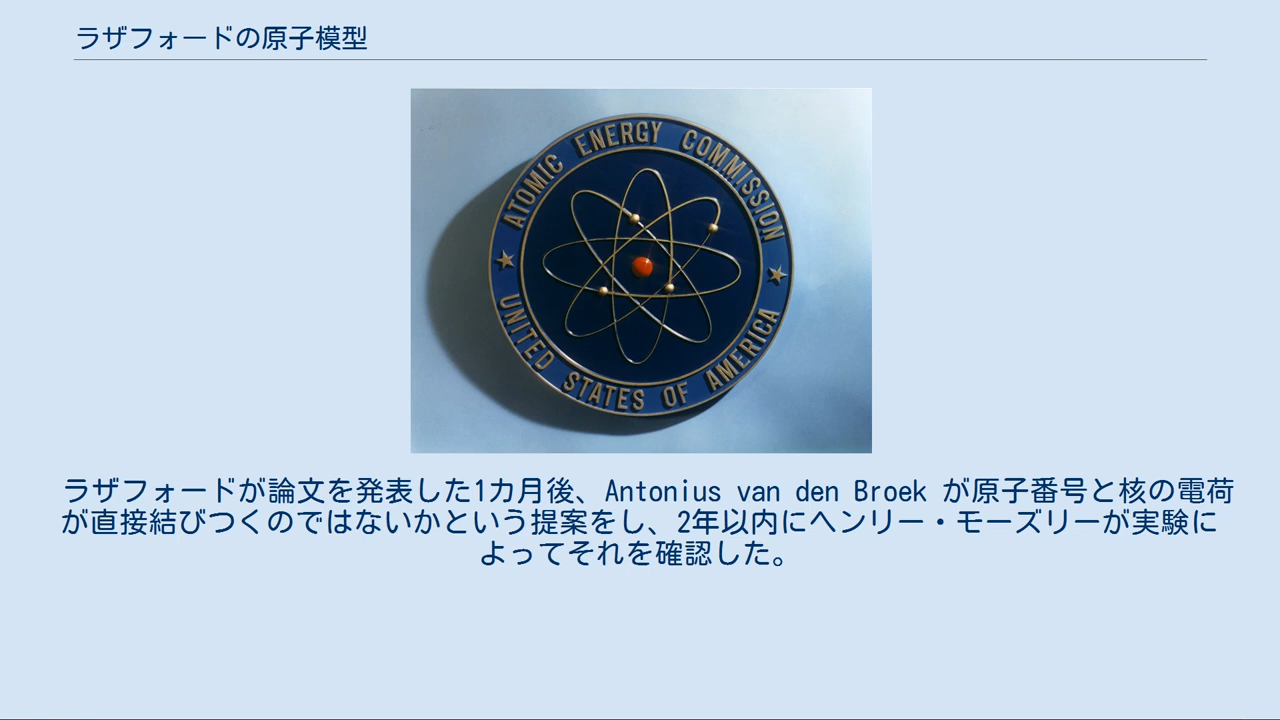 ラザフォードの原子模型
ATOMIC ENERGY COMMISSION
UNITED STATES OF AMERICA
ラザフォードが論文を発表した1カ月後、Antonius van den Broek が原子番号と核の電荷
が直接結びつくのではないかという提案をし、2年以内にヘンリー・モーズリーが実験に
よってそれを確認した。